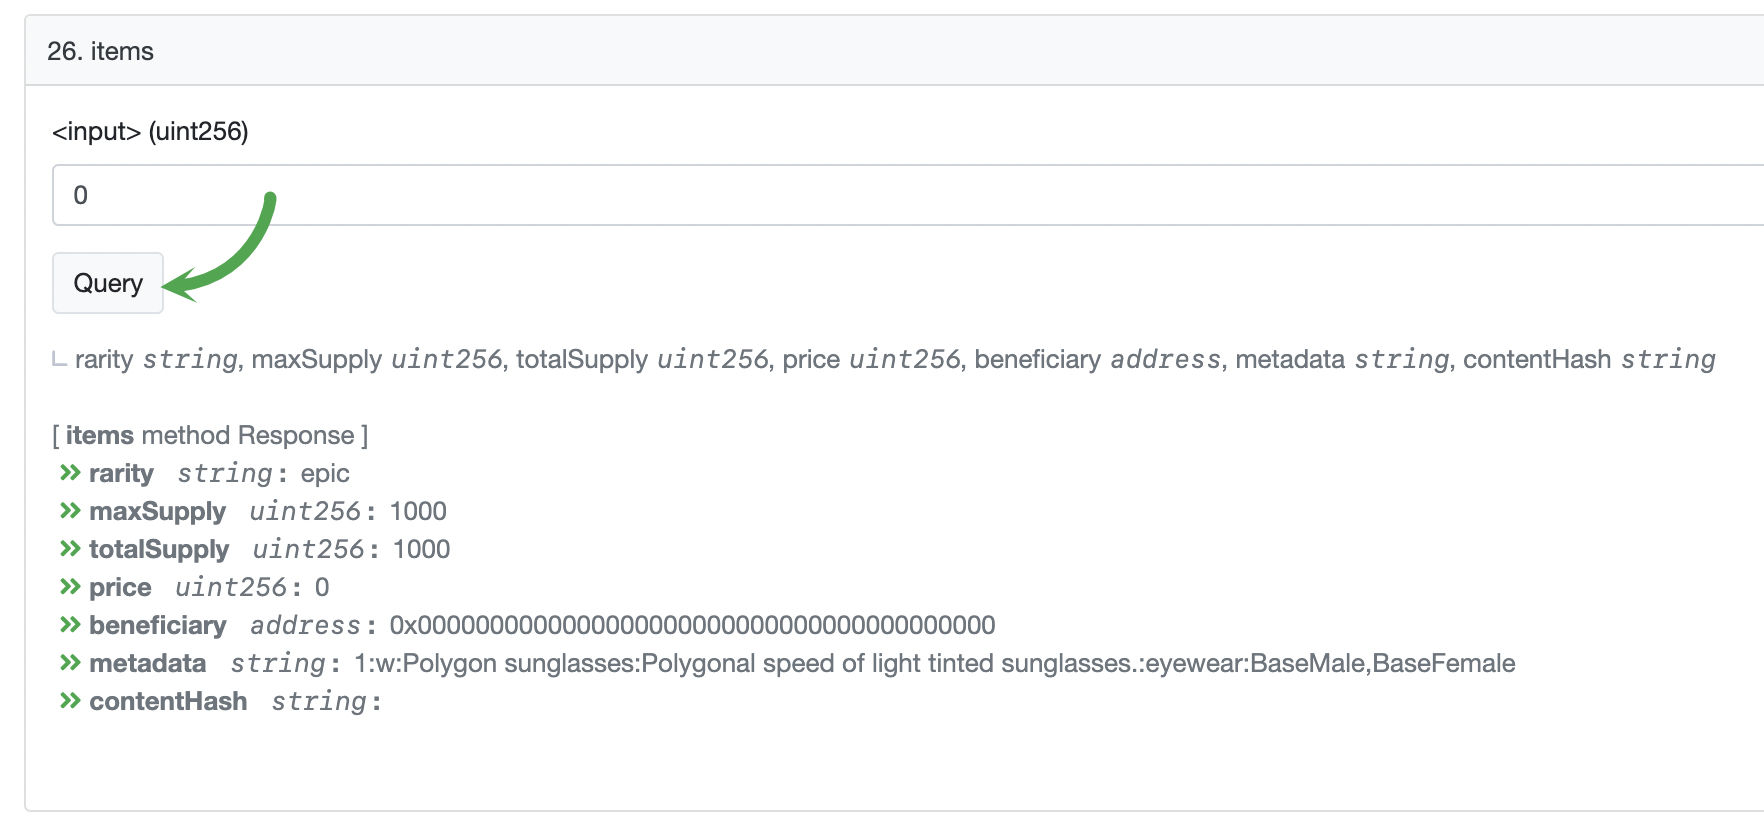 26. items
<input> (uint256)
0
Query
rarity string, maxSupply uint256, totalSupply uint256, price uint256, beneficiary address, metadata string, contentHash string
[ items method Response ]
rarity string : epic
maxSupply uint256 : 1000
totalSupply uint256 : 1000
price uint256 : 0
beneficiary address : 0x0000000000000000000000000000000000000000
metadata string : 1:w:Polygon sunglasses:Polygonal speed of light tinted sunglasses.:eyewear:BaseMale,BaseFemale
contentHash string :